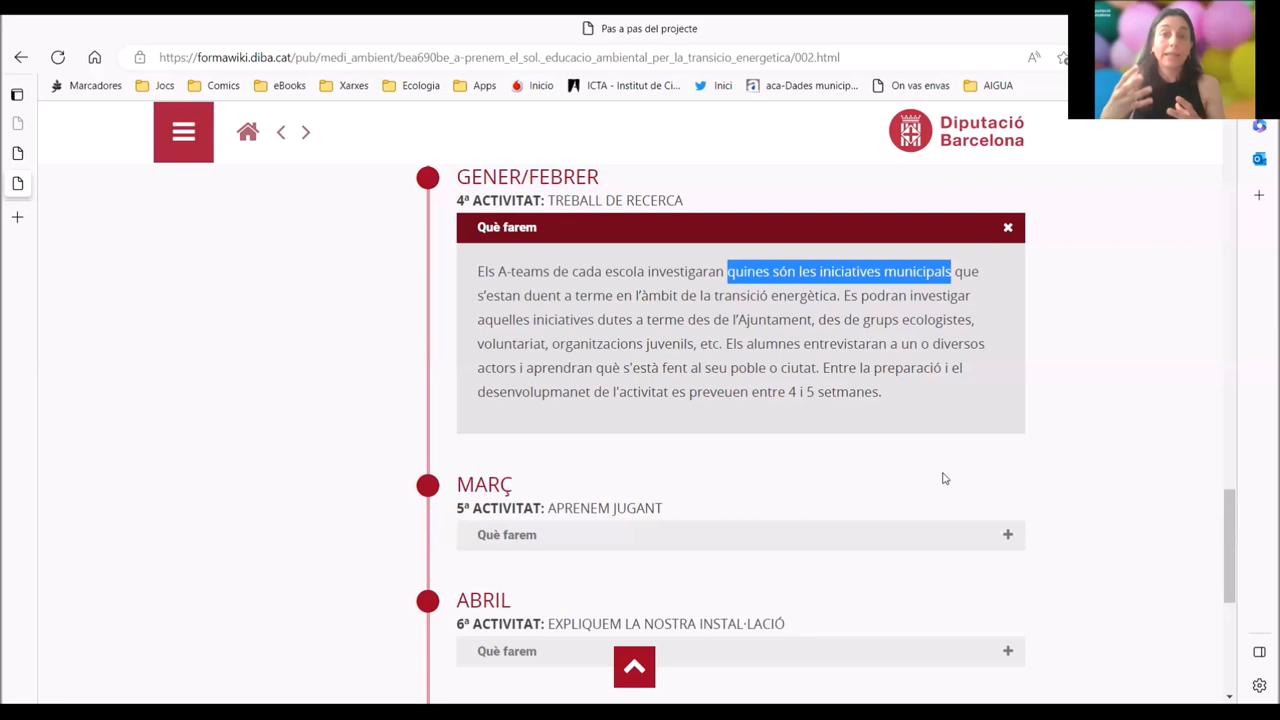 Pas a pas del projecte
https://formawiki.diba.cat/pub/medi_ambient/bea690be_a-prenem_el_sol._educacio_ambiental_per_la_transicio_energetica/002.html
Marcadores Jocs Comics eBooks Xarxes Ecologia Apps Inicio ICTA - Institut de Ci... Inici aca-Dades municip... On vas envas AIGUA
Diputació
Barcelona
GENER/FEBRER
4ª ACTIVITAT: TREBALL DE RECERCA
Què farem
Els A-teams de cada escola investigaran quines són les iniciatives municipals que
s'estan duent a terme en l'àmbit de la transició energètica. Es podran investigar
aquelles iniciatives dutes a terme des de l'Ajuntament, des de grups ecologistes,
voluntariat, organitzacions juvenils, etc. Els alumnes entrevistaran a un o diversos
actors i aprendran què s'està fent al seu poble o ciutat. Entre la preparació i el
desenvolupmanet de l'activitat es preveuen entre 4 i 5 setmanes.
MARÇ
5ª ACTIVITAT: APRENEM JUGANT
Què farem
ABRIL
6ª ACTIVITAT: EXPLIQUEM LA NOSTRA INSTAL·LACIÓ
Què farem